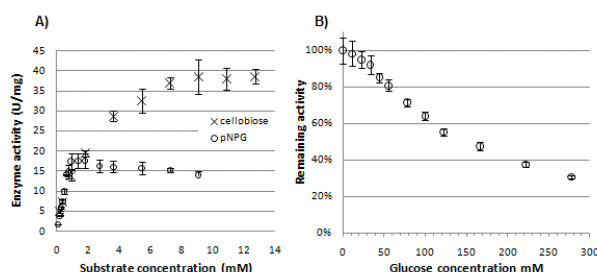 A)
Enzyme activity (U/mg)
45
40
35
30
25
20
15
10
5
0
cellobiose
pNPG
0 2 4 6 8 10 12 14
Substrate concentration (mM)
B)
Remaining activity
100%
80%
60%
40%
20%
0%
0 50 100 150 200 250 300
Glucose concentration mM